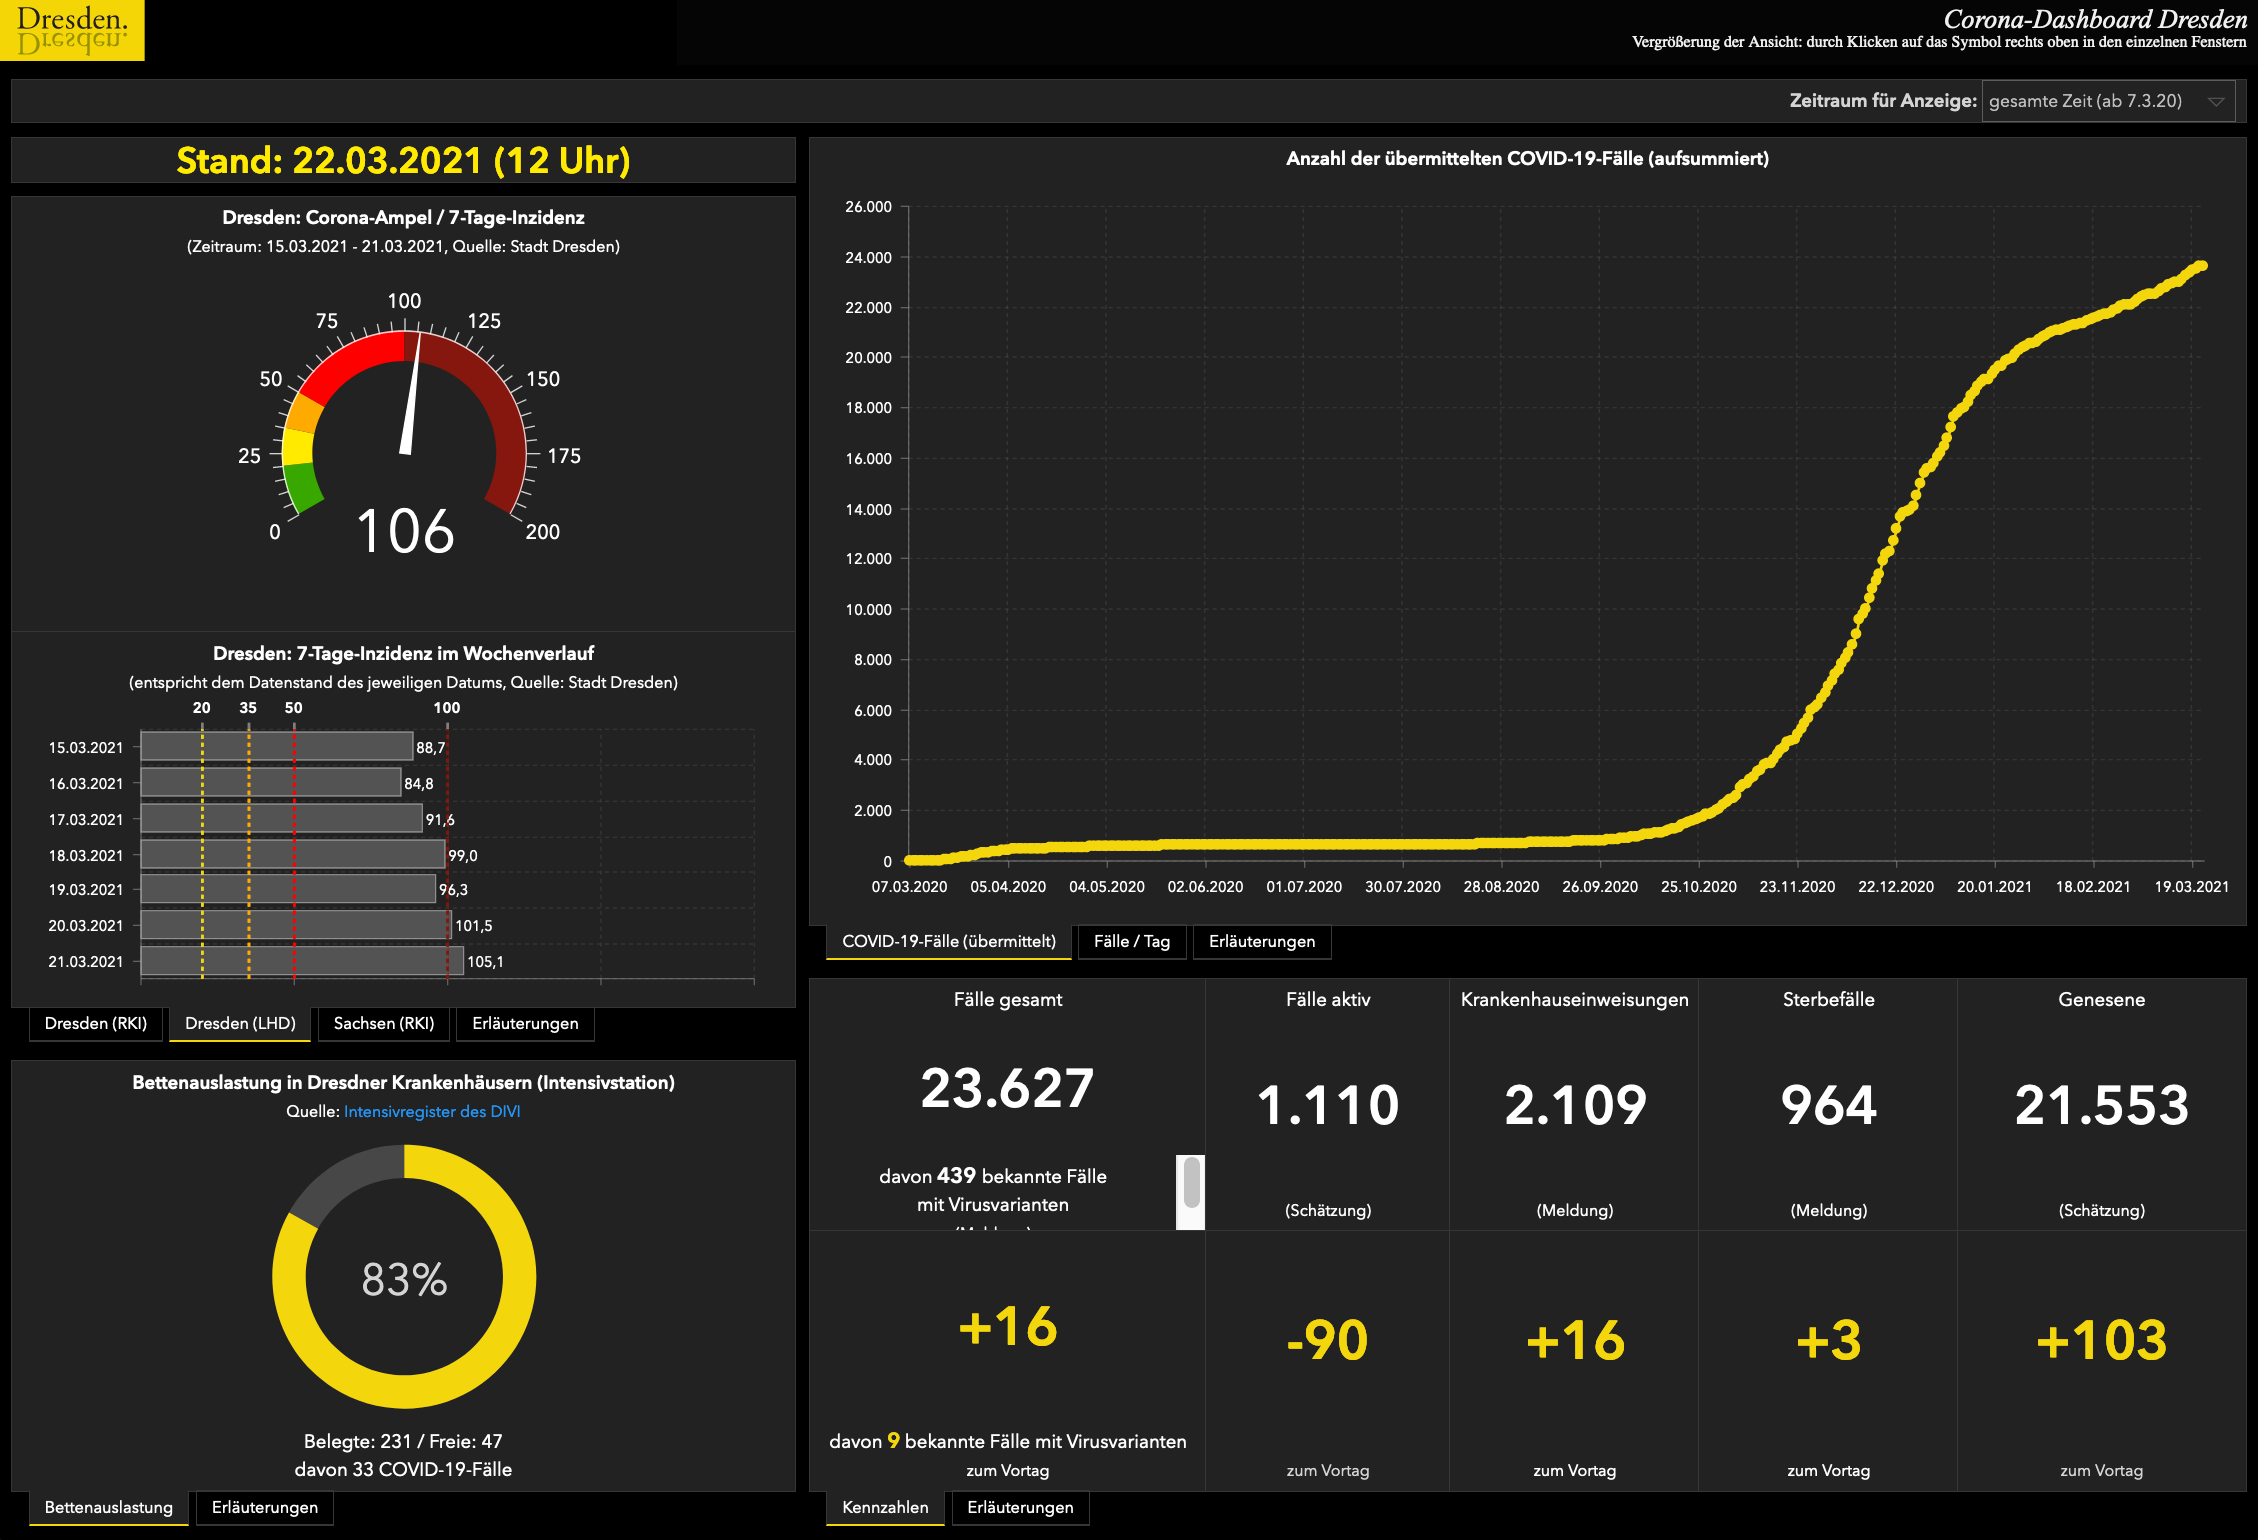 Dresden.
Dresden.
Corona-Dashboard Dresden
Vergrößerung der Ansicht: durch Klicken auf das Symbol rechts oben in den einzelnen Fenstern
Zeitraum für Anzeige: gesamte Zeit (ab 7.3.20)
Stand: 22.03.2021 (12 Uhr)
Dresden: Corona-Ampel / 7-Tage-Inzidenz
(Zeitraum: 15.03.2021 - 21.03.2021, Quelle: Stadt Dresden)
0
25
50
75
100
125
150
175
200
106
Dresden: 7-Tage-Inzidenz im Wochenverlauf
(entspricht dem Datenstand des jeweiligen Datums, Quelle: Stadt Dresden)
20 35 50 100
15.03.2021 88,7
16.03.2021 84,8
17.03.2021 91,6
18.03.2021 99,0
19.03.2021 96,3
20.03.2021 101,5
21.03.2021 105,1
Dresden (RKI) Dresden (LHD) Sachsen (RKI) Erläuterungen
Bettenauslastung in Dresdner Krankenhäusern (Intensivstation)
Quelle: Intensivregister des DIVI
83%
Belegte: 231 / Freie: 47
davon 33 COVID-19-Fälle
Bettenauslastung Erläuterungen
Anzahl der übermittelten COVID-19-Fälle (aufsummiert)
26.000
24.000
22.000
20.000
18.000
16.000
14.000
12.000
10.000
8.000
6.000
4.000
2.000
0
07.03.2020 05.04.2020 04.05.2020 02.06.2020 01.07.2020 30.07.2020 28.08.2020 26.09.2020 25.10.2020 23.11.2020 22.12.2020 20.01.2021 18.02.2021 19.03.2021
COVID-19-Fälle (übermittelt) Fälle / Tag Erläuterungen
Fälle gesamt
23.627
davon 439 bekannte Fälle
mit Virusvarianten
Fälle aktiv
1.110
(Schätzung)
Krankenhauseinweisungen
2.109
(Meldung)
Sterbefälle
964
(Meldung)
Genesene
21.553
(Schätzung)
+16
davon 9 bekannte Fälle mit Virusvarianten
zum Vortag
-90
zum Vortag
+16
zum Vortag
+3
zum Vortag
+103
zum Vortag
Kennzahlen Erläuterungen